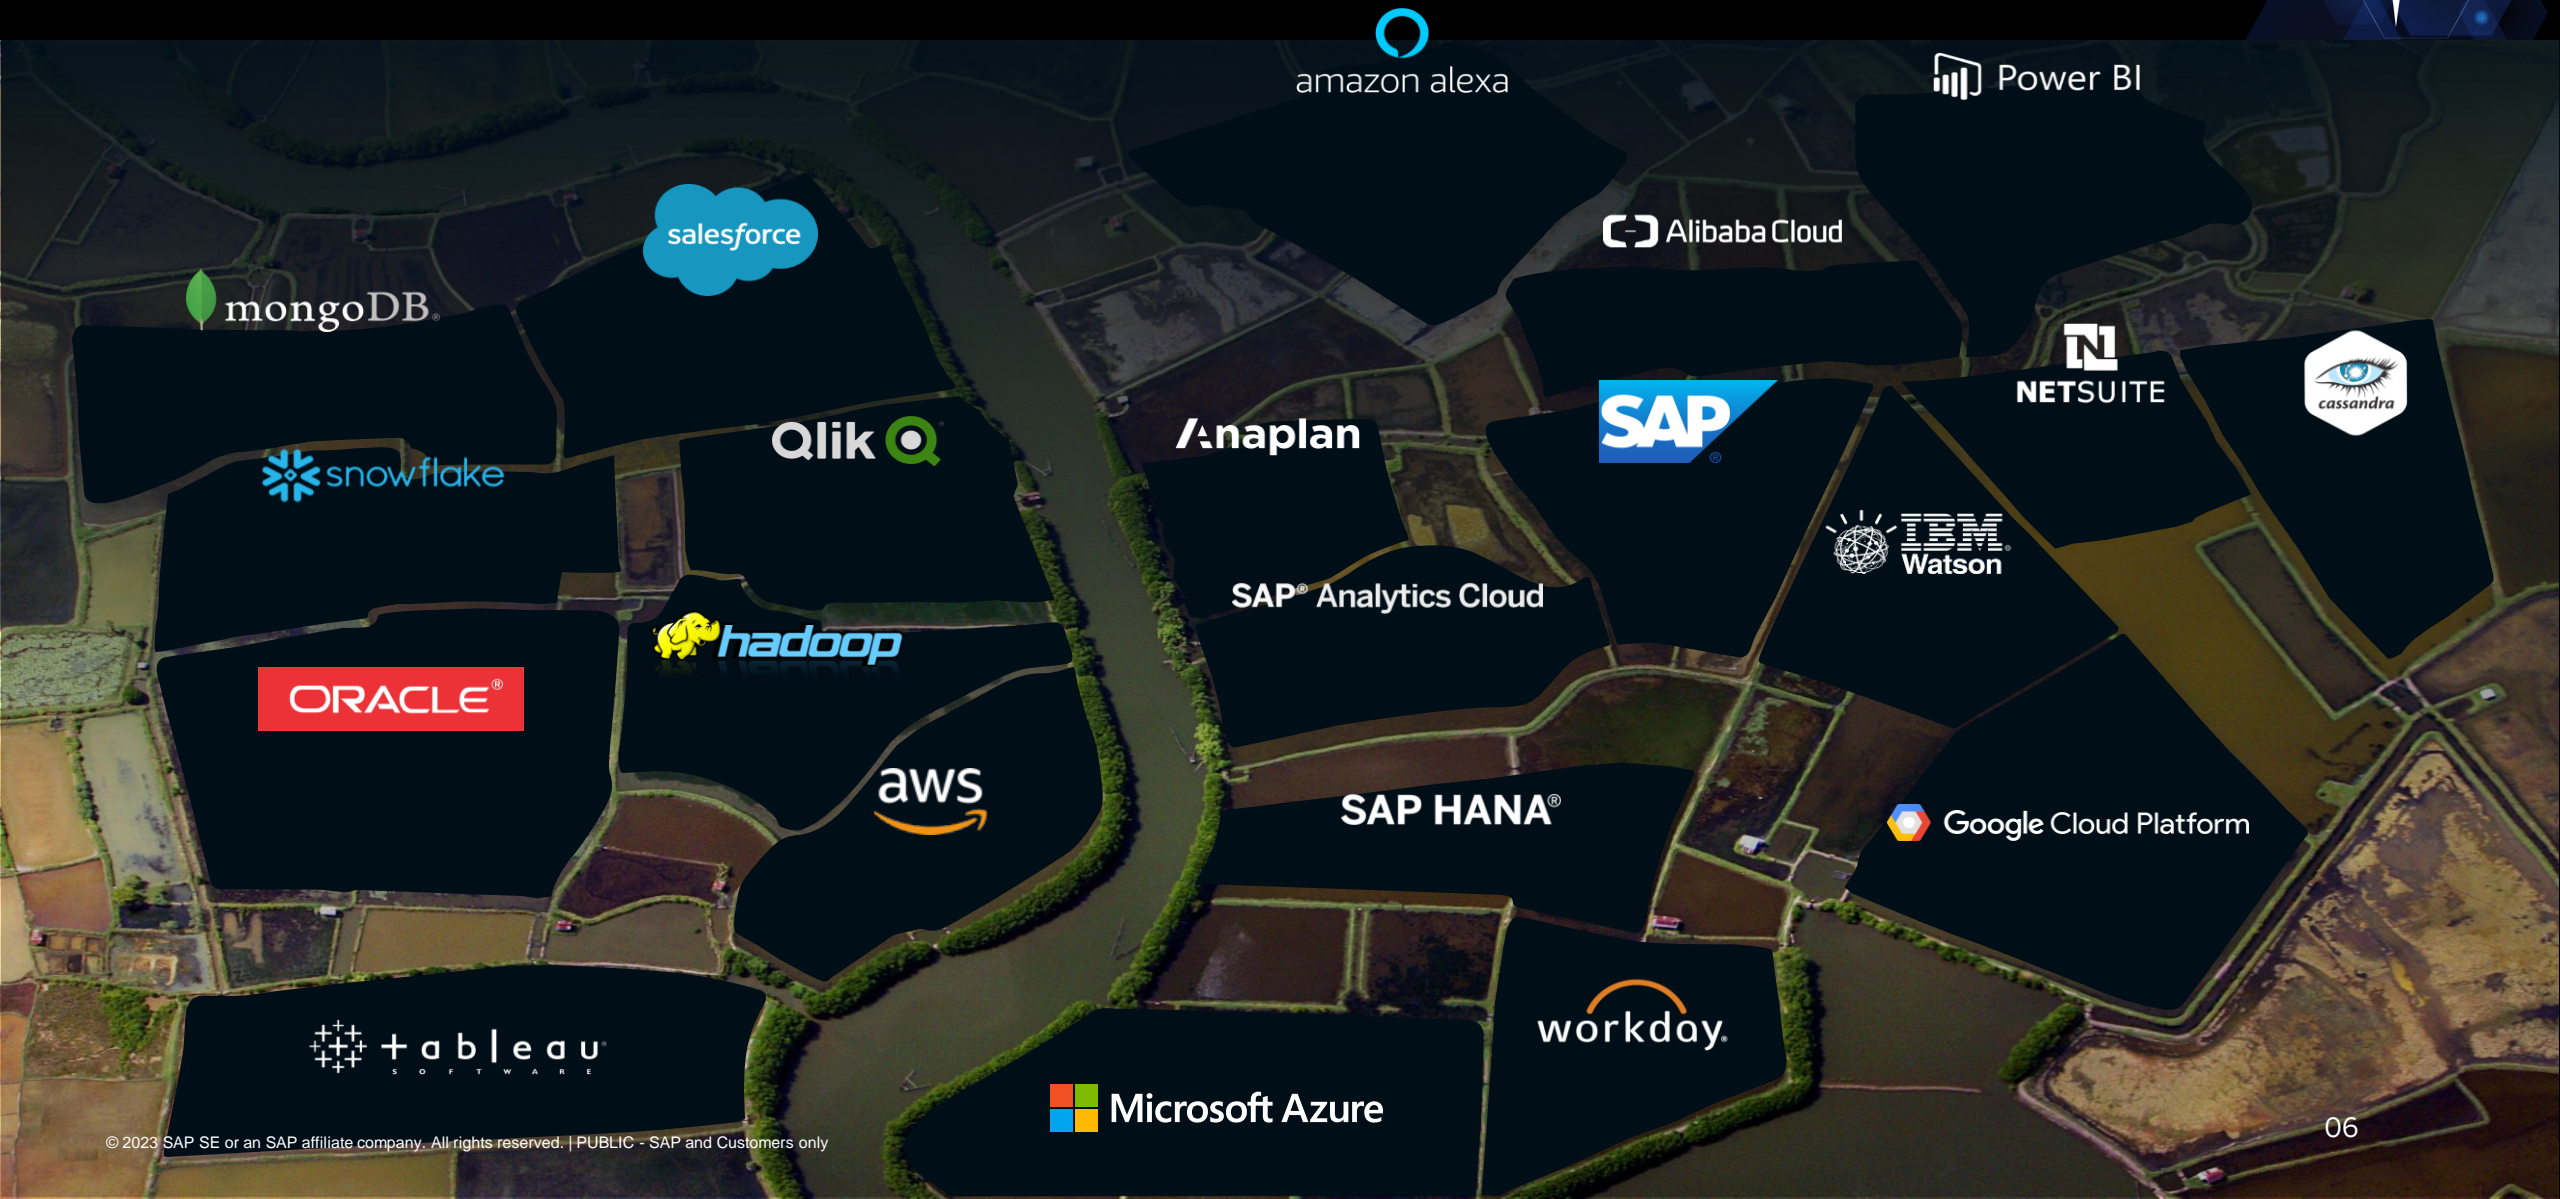 amazon alexa
Power BI
salesforce
Alibaba Cloud
mongoDB®
NETSUITE
cassandra
Qlik
Anaplan
SAP®
snowflake
IBM®
Watson
SAP® Analytics Cloud
hadoop
ORACLE®
aws
SAP HANA®
Google Cloud Platform
workday®
tableau®
SOFTWARE
Microsoft Azure
06
© 2023 SAP SE or an SAP affiliate company. All rights reserved. | PUBLIC - SAP and Customers only